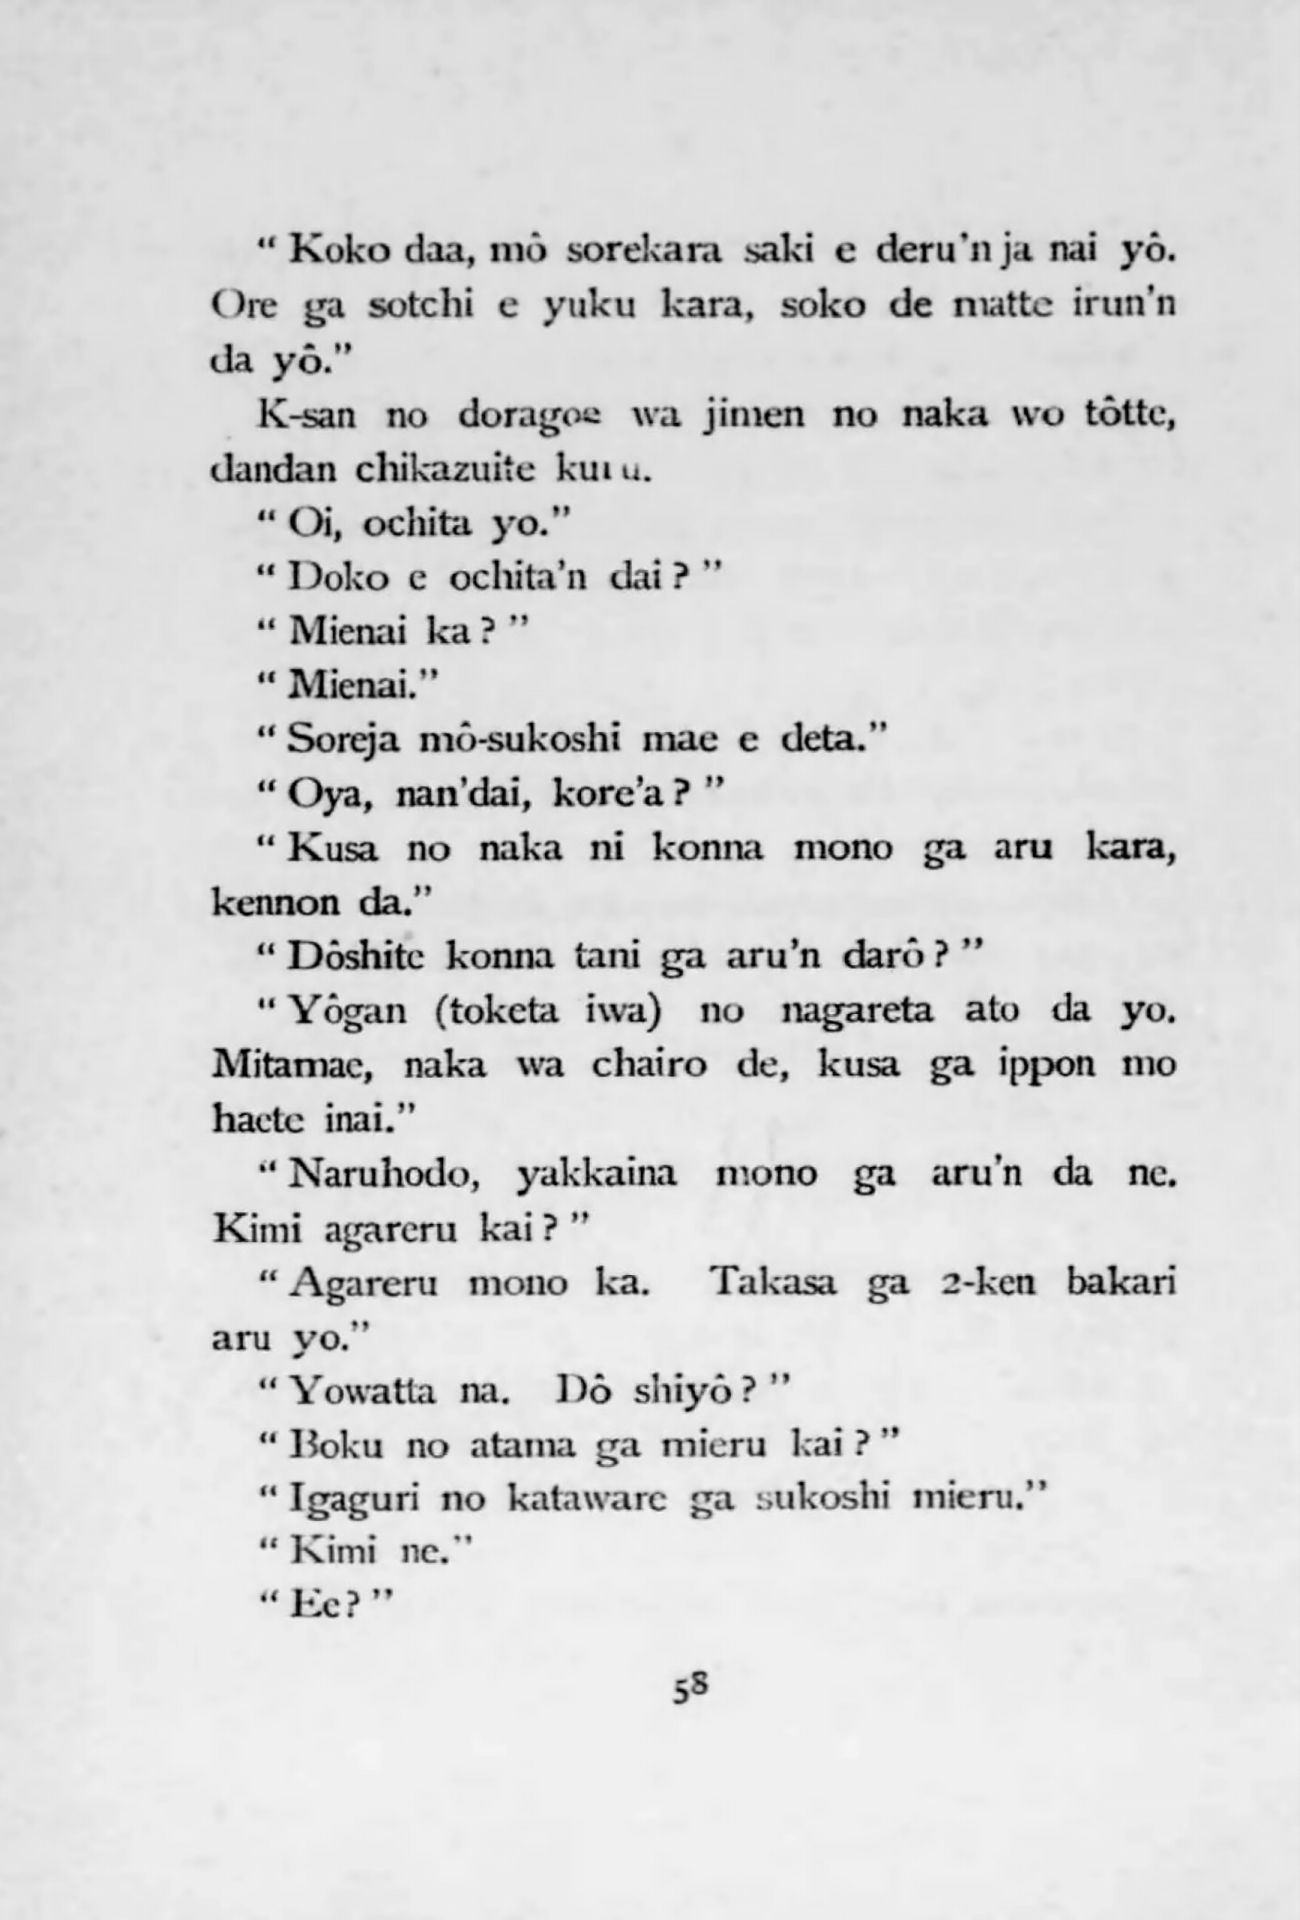 “ Koko daa, mô sorekara saki e deru’n ja nai yô.
Ore ga sotchi e yuku kara, soko de matte irun’n
da yô.”
K-san no doragoe wa jimen no naka wo tôtte,
dandan chikazuite kuru.
“ Oi, ochita yo.”
“ Doko e ochita’n dai ? ”
“ Mienai ka ? ”
“ Mienai.”
“ Soreja mô-sukoshi mae e deta.”
“ Oya, nan’dai, kore’a ? ”
“ Kusa no naka ni konna mono ga aru kara,
kennon da.”
“ Dôshite konna tani ga aru’n darô ? ”
“ Yôgan (toketa iwa) no nagareta ato da yo.
Mitamae, naka wa chairo de, kusa ga ippon mo
haete inai.”
“ Naruhodo, yakkaina mono ga aru’n da ne.
Kimi agareru kai ? ”
“ Agareru mono ka. Takasa ga 2-ken bakari
aru yo.”
“ Yowatta na. Dô shiyô ? ”
“ Boku no atama ga mieru kai ? ”
“ Igaguri no kataware ga sukoshi mieru.”
“ Kimi ne.”
“ Ee ? ”
58